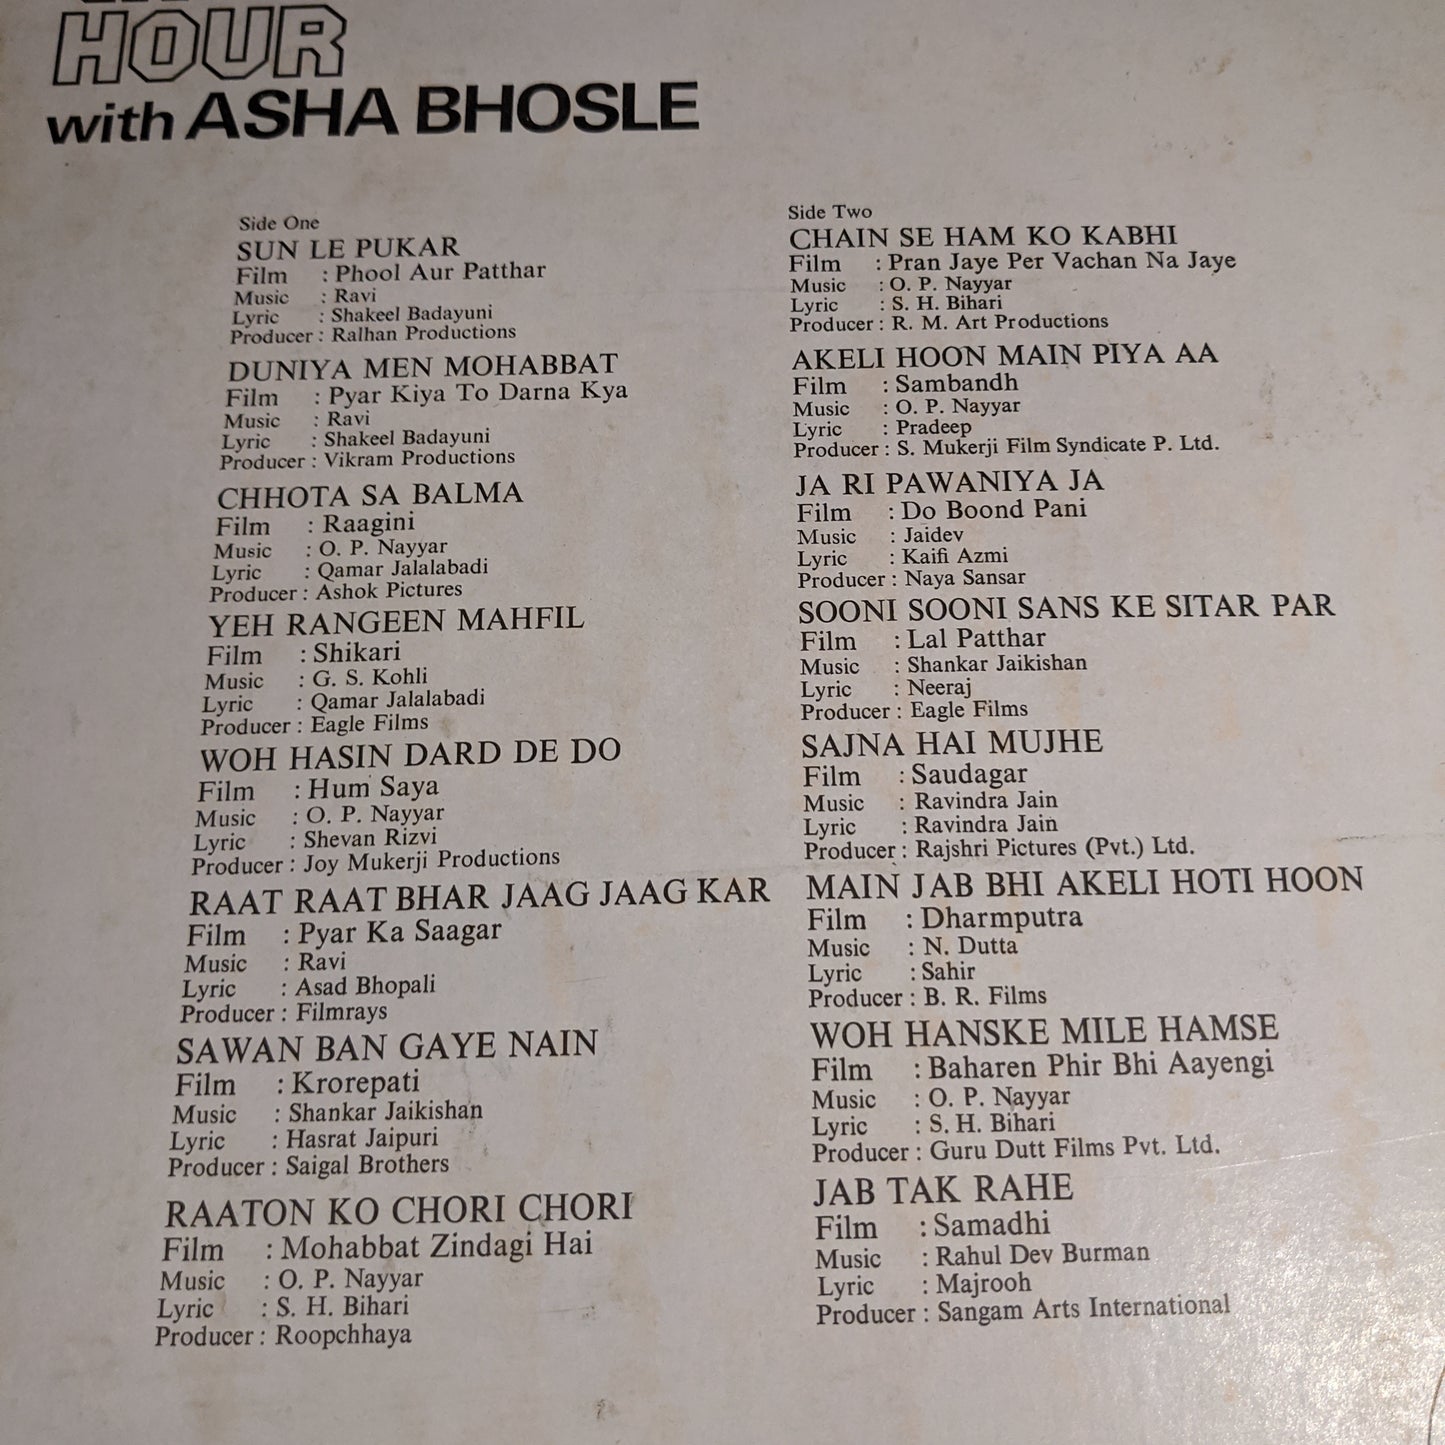 HOUR
with ASHA BHOSLE
Side One
SUN LE PUKAR
Film : Phool Aur Patthar
Music : Ravi
Lyric : Shakeel Badayuni
Producer : Ralhan Productions
DUNIYA MEN MOHABBAT
Film : Pyar Kiya To Darna Kya
Music : Ravi
Lyric : Shakeel Badayuni
Producer : Vikram Productions
CHHOTA SA BALMA
Film : Raagini
Music : O. P. Nayyar
Lyric : Qamar Jalalabadi
Producer : Ashok Pictures
YEH RANGEEN MAHFIL
Film : Shikari
Music : G. S. Kohli
Lyric : Qamar Jalalabadi
Producer : Eagle Films
WOH HASIN DARD DE DO
Film : Hum Saya
Music : O. P. Nayyar
Lyric : Shevan Rizvi
Producer : Joy Mukerji Productions
RAAT RAAT BHAR JAAG JAAG KAR
Film : Pyar Ka Saagar
Music : Ravi
Lyric : Asad Bhopali
Producer : Filmrays
SAWAN BAN GAYE NAIN
Film : Krorepati
Music : Shankar Jaikishan
Lyric : Hasrat Jaipuri
Producer : Saigal Brothers
RAATON KO CHORI CHORI
Film : Mohabbat Zindagi Hai
Music : O. P. Nayyar
Lyric : S. H. Bihari
Producer : Roopchhaya
Side Two
CHAIN SE HAM KO KABHI
Film : Pran Jaye Per Vachan Na Jaye
Music : O. P. Nayyar
Lyric : S. H. Bihari
Producer : R. M. Art Productions
AKELI HOON MAIN PIYA AA
Film : Sambandh
Music : O. P. Nayyar
Lyric : Pradeep
Producer : S. Mukerji Film Syndicate P. Ltd.
JA RI PAWANIYA JA
Film : Do Boond Pani
Music : Jaidev
Lyric : Kaifi Azmi
Producer : Naya Sansar
SOONI SOONI SANS KE SITAR PAR
Film : Lal Patthar
Music : Shankar Jaikishan
Lyric : Neeraj
Producer : Eagle Films
SAJNA HAI MUJHE
Film : Saudagar
Music : Ravindra Jain
Lyric : Ravindra Jain
Producer : Rajshri Pictures (Pvt.) Ltd.
MAIN JAB BHI AKELI HOTI HOON
Film : Dharmputra
Music : N. Dutta
Lyric : Sahir
Producer : B. R. Films
WOH HANSKE MILE HAMSE
Film : Baharen Phir Bhi Aayengi
Music : O. P. Nayyar
Lyric : S. H. Bihari
Producer : Guru Dutt Films Pvt. Ltd.
JAB TAK RAHE
Film : Samadhi
Music : Rahul Dev Burman
Lyric : Majrooh
Producer : Sangam Arts International